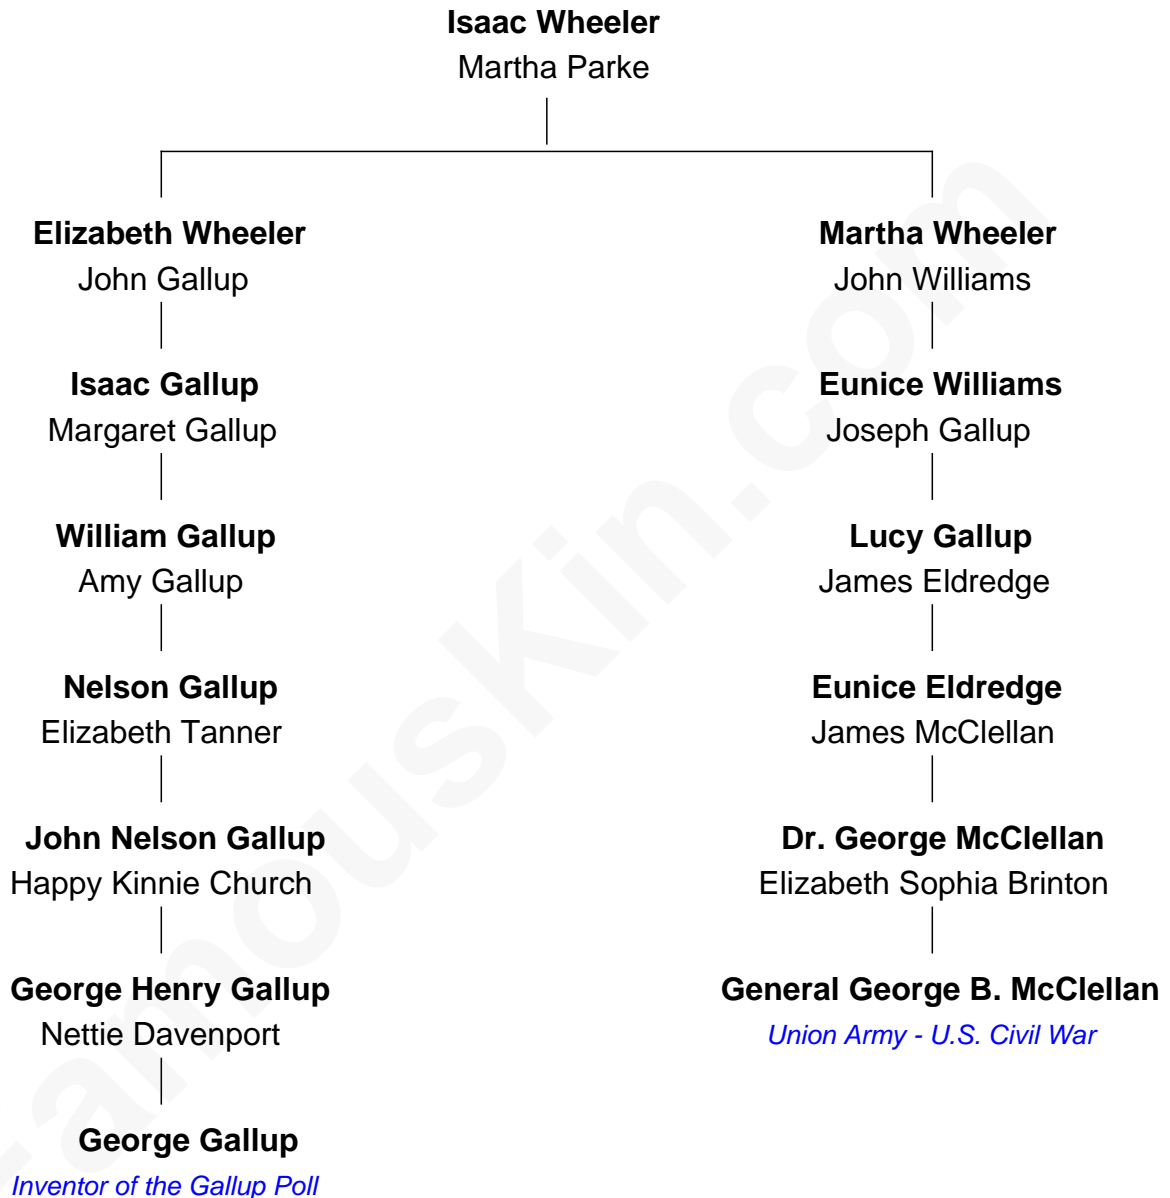 Isaac Wheeler
Martha Parke
Elizabeth Wheeler
John Gallup
Martha Wheeler
John Williams
Isaac Gallup
Margaret Gallup
Eunice Williams
Joseph Gallup
William Gallup
Amy Gallup
Lucy Gallup
James Eldredge
Nelson Gallup
Elizabeth Tanner
Eunice Eldredge
James McClellan
John Nelson Gallup
Happy Kinnie Church
Dr. George McClellan
Elizabeth Sophia Brinton
George Henry Gallup
Nettie Davenport
General George B. McClellan
Union Army - U.S. Civil War
George Gallup
Inventor of the Gallup Poll
FamousKin.com